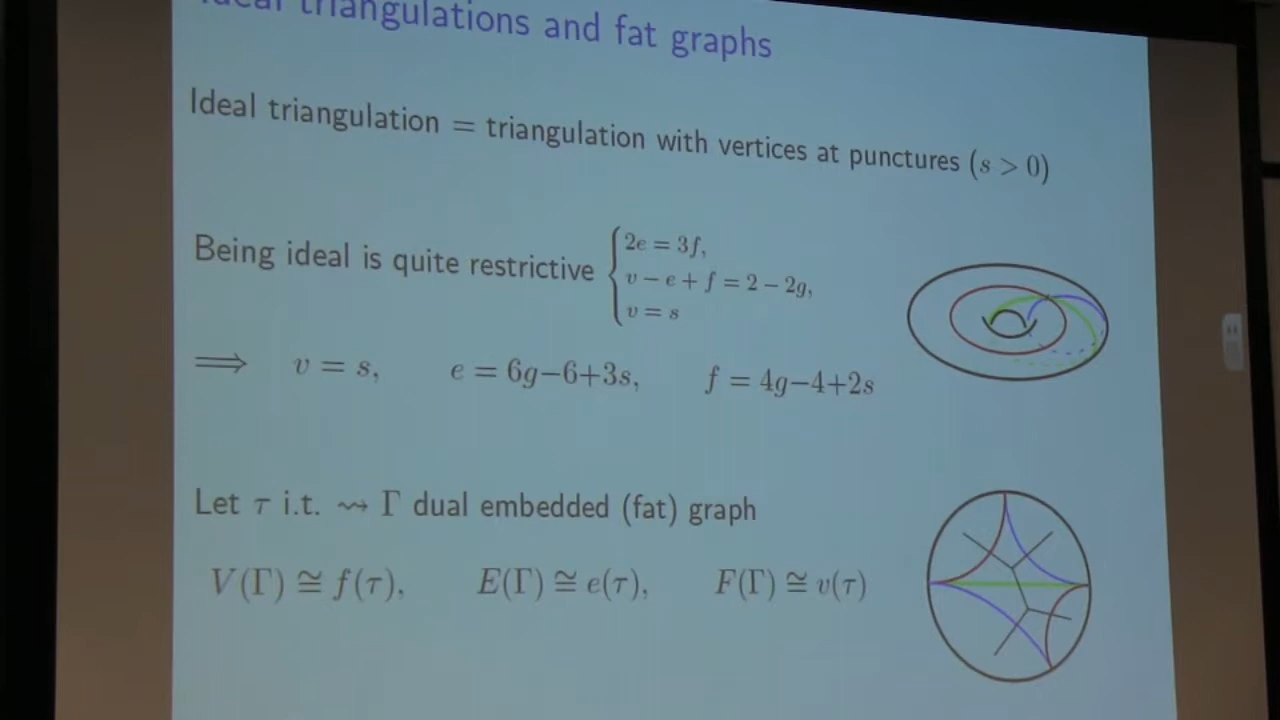 Ideal triangulations and fat graphs
Ideal triangulation = triangulation with vertices at punctures (s > 0)
Being ideal is quite restrictive { 2e = 3f,
v − e + f = 2 − 2g,
v = s
⟹ v = s, e = 6g−6+3s, f = 4g−4+2s
Let τ i.t. ⇝ Γ dual embedded (fat) graph
V(Γ) ≅ f(τ), E(Γ) ≅ e(τ), F(Γ) ≅ v(τ)